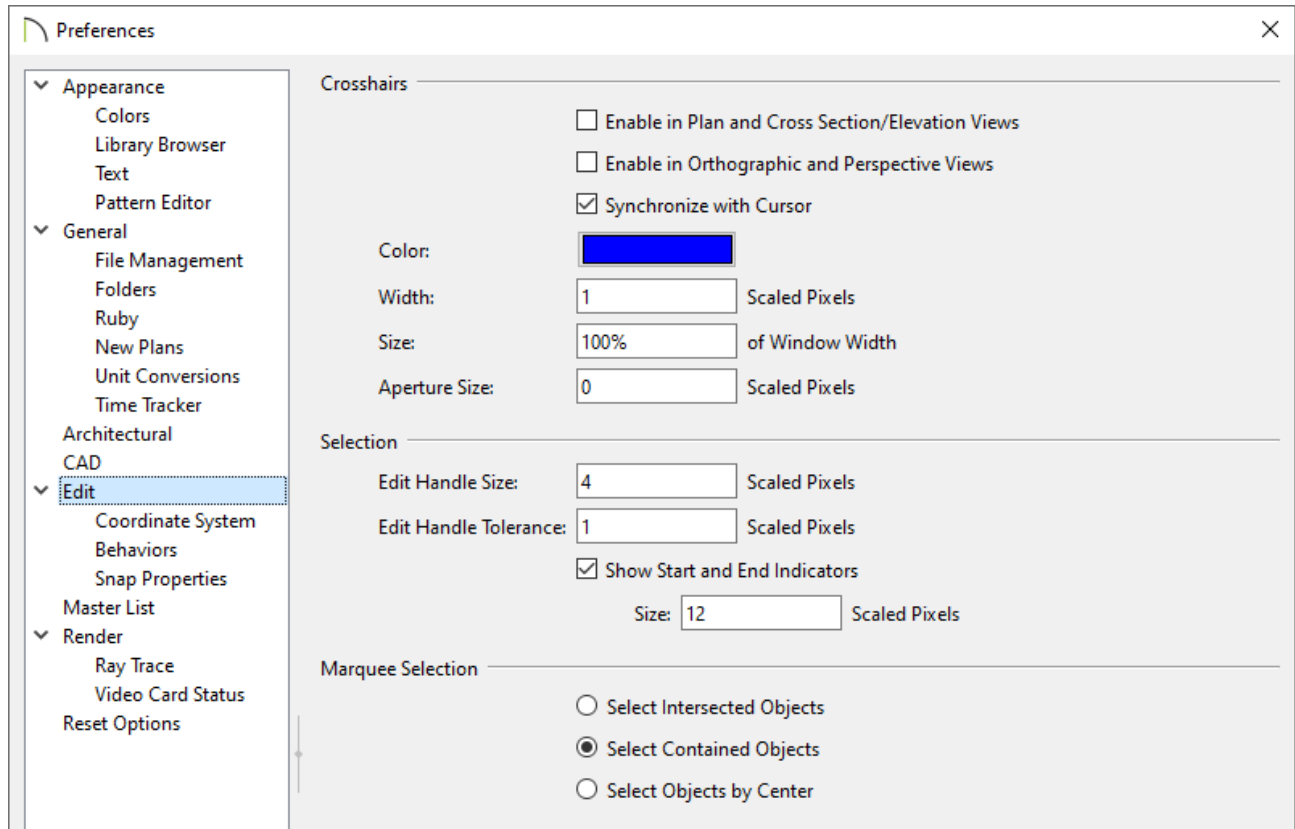 Preferences
Appearance
Colors
Library Browser
Text
Pattern Editor
General
File Management
Folders
Ruby
New Plans
Unit Conversions
Time Tracker
Architectural
CAD
Edit
Coordinate System
Behaviors
Snap Properties
Master List
Render
Ray Trace
Video Card Status
Reset Options
Crosshairs
Enable in Plan and Cross Section/Elevation Views
Enable in Orthographic and Perspective Views
Synchronize with Cursor
Color:
Width: 1 Scaled Pixels
Size: 100% of Window Width
Aperture Size: 0 Scaled Pixels
Selection
Edit Handle Size: 4 Scaled Pixels
Edit Handle Tolerance: 1 Scaled Pixels
Show Start and End Indicators
Size: 12 Scaled Pixels
Marquee Selection
Select Intersected Objects
Select Contained Objects
Select Objects by Center